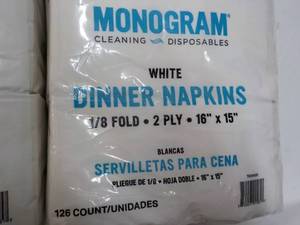 MONOGRAM®
CLEANING DISPOSABLES
WHITE
DINNER NAPKINS
1/8 FOLD • 2 PLY • 16" x 15"
BLANCAS
SERVILLETAS PARA CENA
PLIEGUE DE 1/8 • HOJA DOBLE • 16" x 15"
126 COUNT/UNIDADES